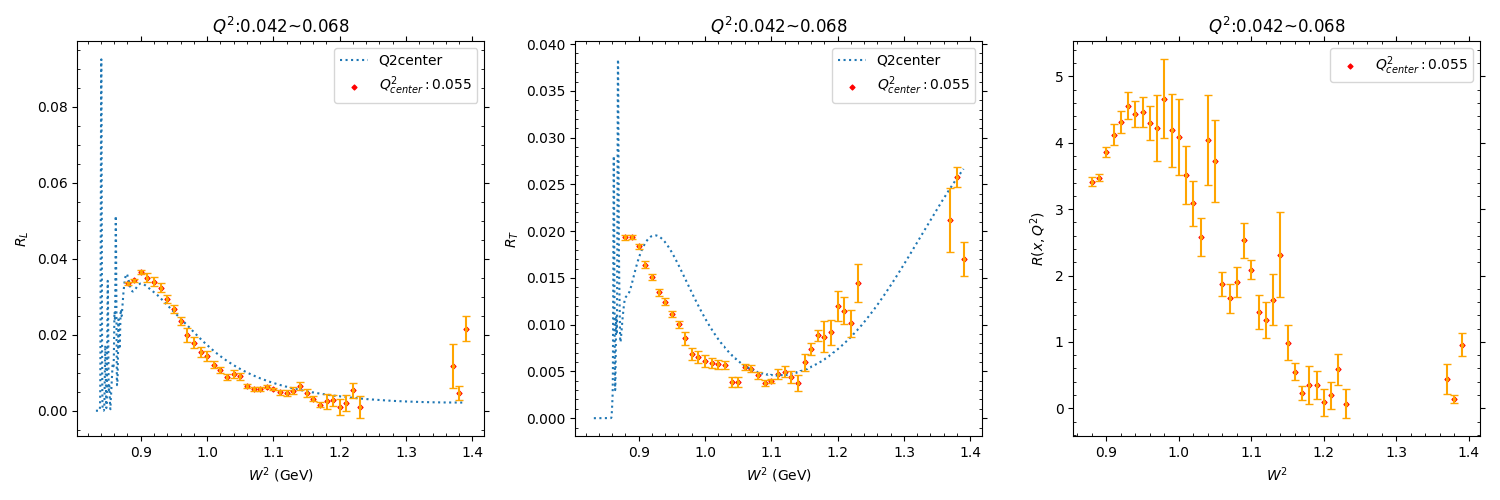 Q²:0.042~0.068
Q2center
Q²center : 0.055
R_L
0.08
0.06
0.04
0.02
0.00
0.9 1.0 1.1 1.2 1.3 1.4
W² (GeV)
Q²:0.042~0.068
Q2center
Q²center : 0.055
R_T
0.040
0.035
0.030
0.025
0.020
0.015
0.010
0.005
0.000
0.9 1.0 1.1 1.2 1.3 1.4
W² (GeV)
Q²:0.042~0.068
Q²center : 0.055
R(x, Q²)
5
4
3
2
1
0
0.9 1.0 1.1 1.2 1.3 1.4
W²